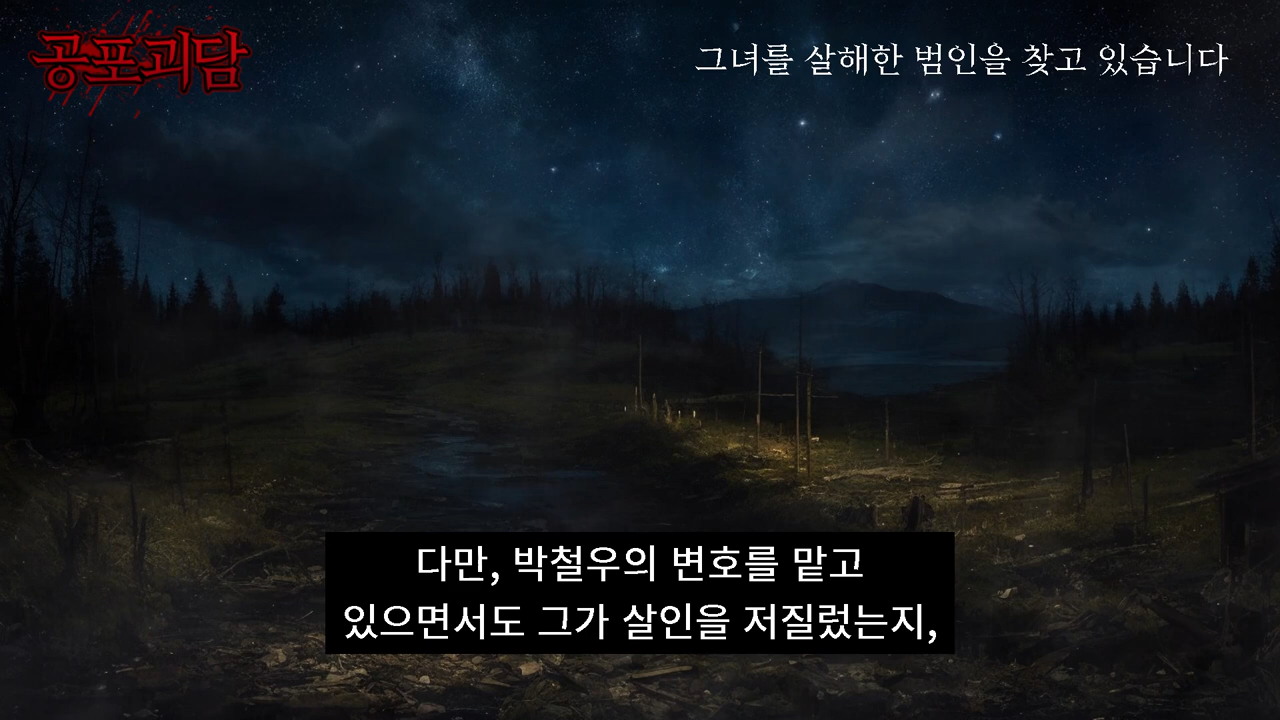 공포괴담
그녀를 살해한 범인을 찾고 있습니다
다만, 박철우의 변호를 맡고
있으면서도 그가 살인을 저질렀는지,